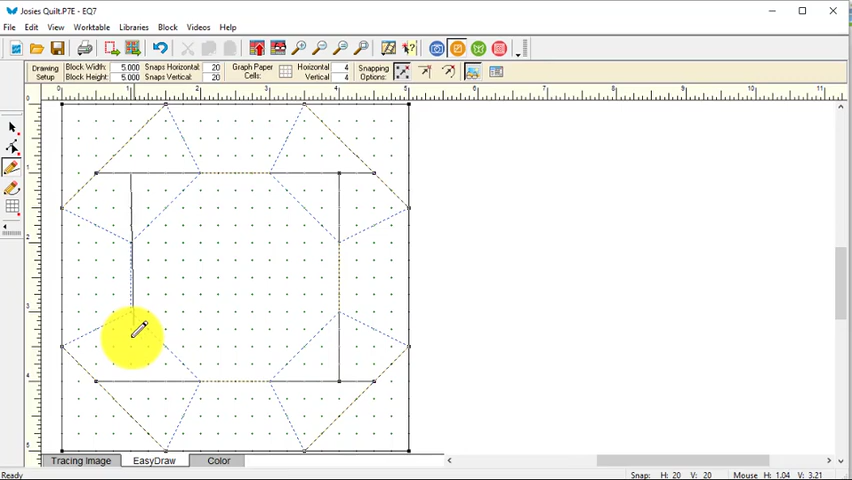 Josies Quilt.P7E - EQ7
File Edit View Worktable Libraries Block Videos Help
Drawing Setup Block Width: 5.000 Snaps Horizontal: 20 Graph Paper Cells: Horizontal 4 Snapping Options:
Block Height: 5.000 Snaps Vertical: 20 Vertical 4
0 1 2 3 4 5 6 7 8 9 10 11
0
1
2
3
4
5
Tracing Image EasyDraw Color
Ready Snap: H: 20 V: 20 Mouse H: 1.04 V: 3.21